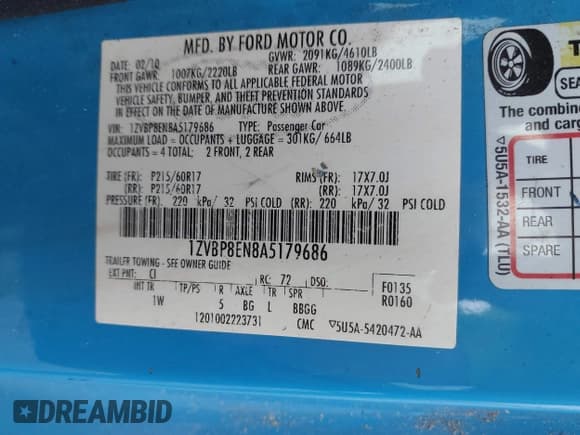 MFD. BY FORD MOTOR CO.
DATE: 02/10
GVWR: 2091KG/4610LB
FRONT GAWR: 1007KG/2220LB
REAR GAWR: 1089KG/2400LB
THIS VEHICLE CONFORMS TO ALL APPLICABLE FEDERAL MOTOR
VEHICLE SAFETY, BUMPER, AND THEFT PREVENTION STANDARDS
IN EFFECT ON THE DATE OF MANUFACTURE SHOWN ABOVE.
VIN: 1ZVBP8EN8A5179686 TYPE: Passenger Car
MAXIMUM LOAD = OCCUPANTS + LUGGAGE = 301KG/ 664LB
OCCUPANTS = 4 TOTAL: 2 FRONT, 2 REAR
TIRE (FR): P215/60R17 RIMS (FR): 17X7.0J
(RR): P215/60R17 (RR): 17X7.0J
PRESSURE (FR) 220 kPa/ 32 PSI COLD (RR) 220 kPa/ 32 PSI COLD
1ZVBP8EN8A5179686
TRAILER TOWING - SEE OWNER GUIDE
EXT PNT: CI RC: 72 DSO:
F0135
R0160
INT TR TP/PS R AXLE TR SPR
1W 5 BG L BBGG
1201002223731 CMC ▽5U5A-5420472-AA
▽5U5A-1532-AA (TLU)
SEA
The combine
and carg
TIRE
FRONT
REAR
SPARE
DREAMBID